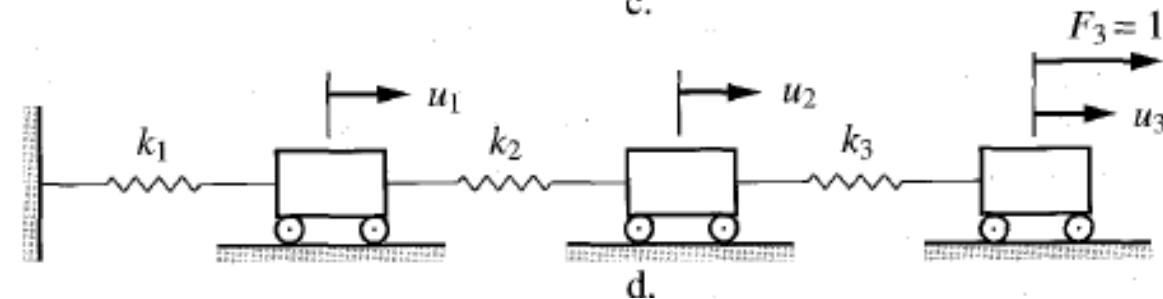 c.
F₃ = 1
u₁ u₂ u₃
k₁ k₂ k₃
d.